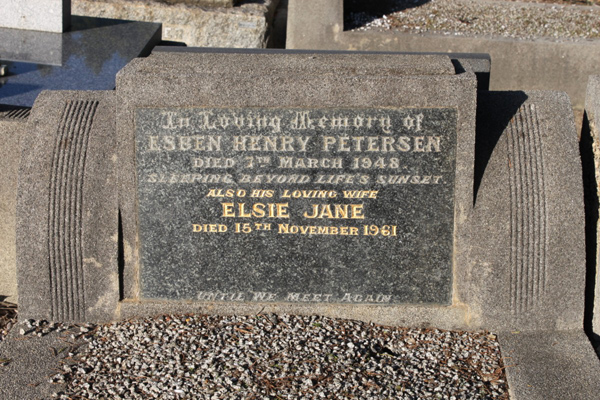 In Loving Memory of
ESBEN HENRY PETERSEN
DIED 7TH MARCH 1948
SLEEPING BEYOND LIFE'S SUNSET.
ALSO HIS LOVING WIFE
ELSIE JANE
DIED 15TH NOVEMBER 1961
UNTIL WE MEET AGAIN.